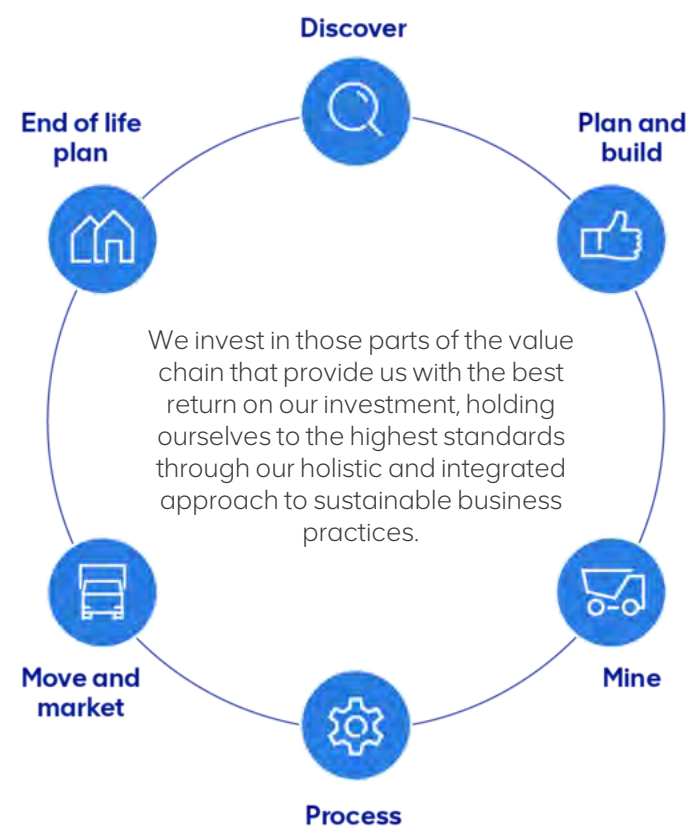 Discover
End of life
plan
Plan and
build
We invest in those parts of the value
chain that provide us with the best
return on our investment, holding
ourselves to the highest standards
through our holistic and integrated
approach to sustainable business
practices.
Move and
market
Mine
Process